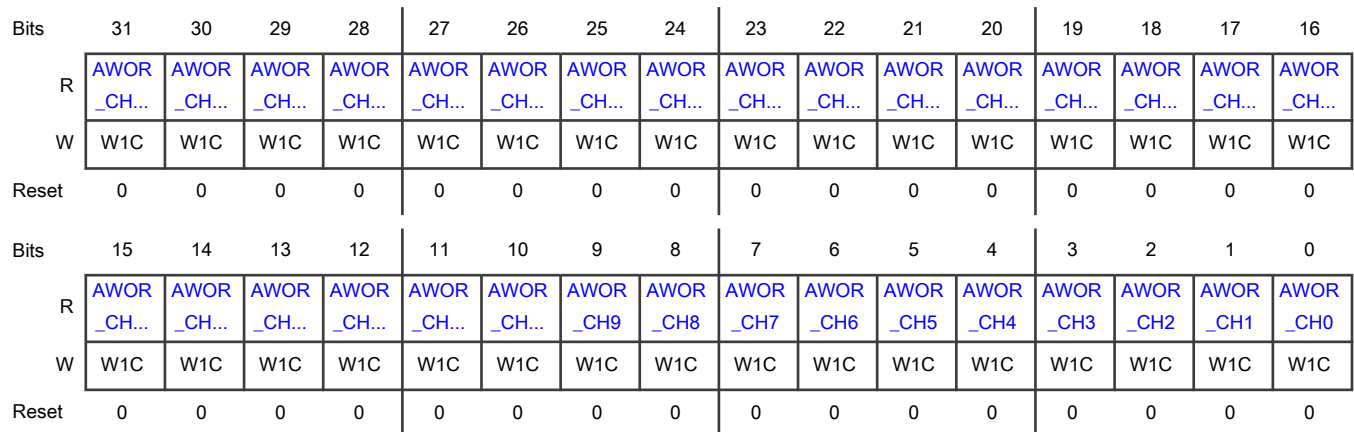 Bits 31 30 29 28 27 26 25 24 23 22 21 20 19 18 17 16
R AWOR AWOR AWOR AWOR AWOR AWOR AWOR AWOR AWOR AWOR AWOR AWOR AWOR AWOR AWOR AWOR
_CH... _CH... _CH... _CH... _CH... _CH... _CH... _CH... _CH... _CH... _CH... _CH... _CH... _CH... _CH... _CH...
W W1C W1C W1C W1C W1C W1C W1C W1C W1C W1C W1C W1C W1C W1C W1C W1C
Reset 0 0 0 0 0 0 0 0 0 0 0 0 0 0 0 0
Bits 15 14 13 12 11 10 9 8 7 6 5 4 3 2 1 0
R AWOR AWOR AWOR AWOR AWOR AWOR AWOR AWOR AWOR AWOR AWOR AWOR AWOR AWOR AWOR AWOR
_CH... _CH... _CH... _CH... _CH... _CH... _CH9 _CH8 _CH7 _CH6 _CH5 _CH4 _CH3 _CH2 _CH1 _CH0
W W1C W1C W1C W1C W1C W1C W1C W1C W1C W1C W1C W1C W1C W1C W1C W1C
Reset 0 0 0 0 0 0 0 0 0 0 0 0 0 0 0 0